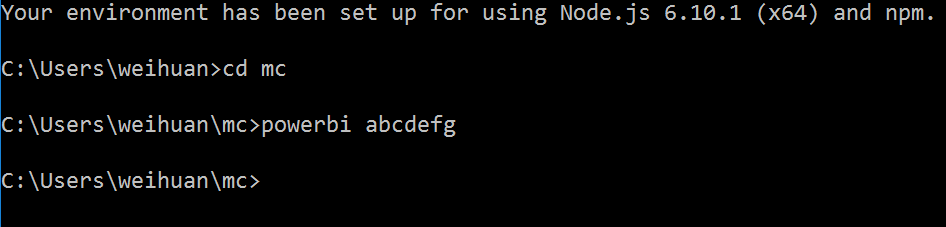 Your environment has been set up for using Node.js 6.10.1 (x64) and npm.
C:\Users\weihuan>cd mc
C:\Users\weihuan\mc>powerbi abcdefg
C:\Users\weihuan\mc>